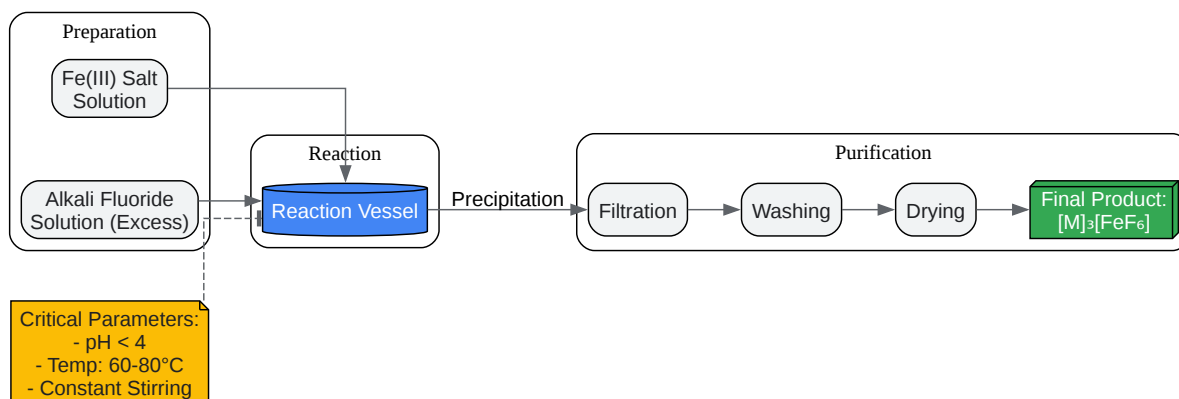 Preparation
Fe(III) Salt
Solution
Alkali Fluoride
Solution (Excess)
Reaction
Reaction Vessel
Precipitation
Purification
Filtration
Washing
Drying
Final Product:
[M]₃[FeF₆]
Critical Parameters:
- pH < 4
- Temp: 60-80°C
- Constant Stirring